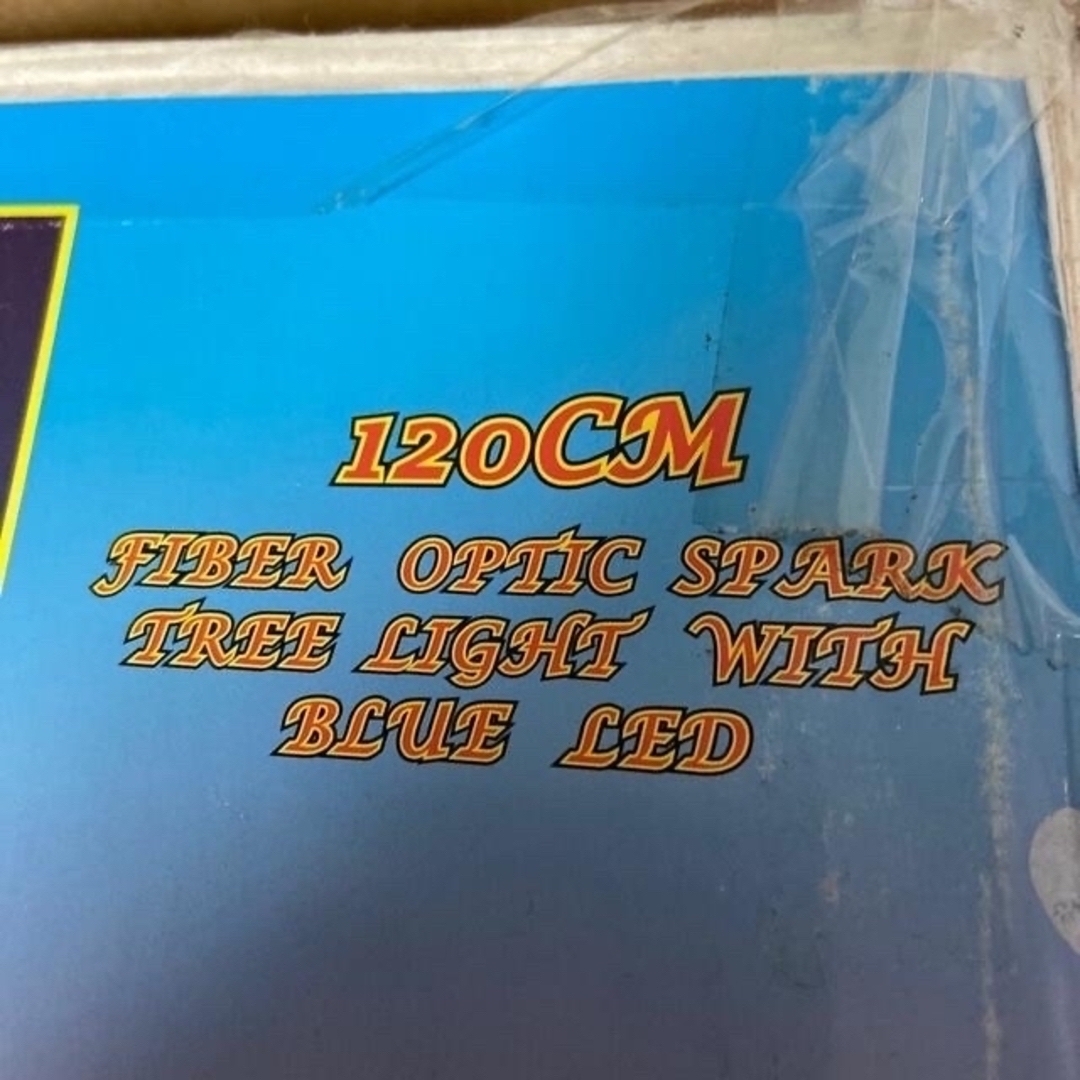 120CM
FIBER OPTIC SPARK
TREE LIGHT WITH
BLUE LED